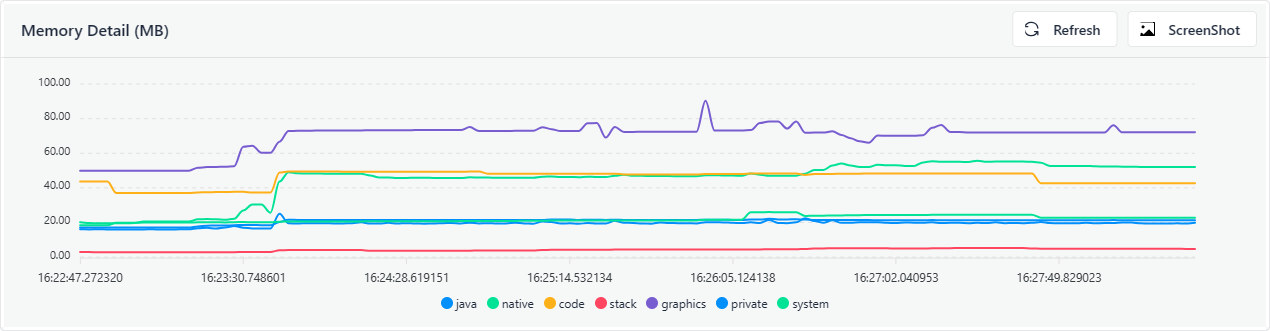 Memory Detail (MB)
Refresh
ScreenShot
100.00
80.00
60.00
40.00
20.00
0.00
16:22:47.272320 16:23:30.748601 16:24:28.619151 16:25:14.532134 16:26:05.124138 16:27:02.040953 16:27:49.829023
java native code stack graphics private system